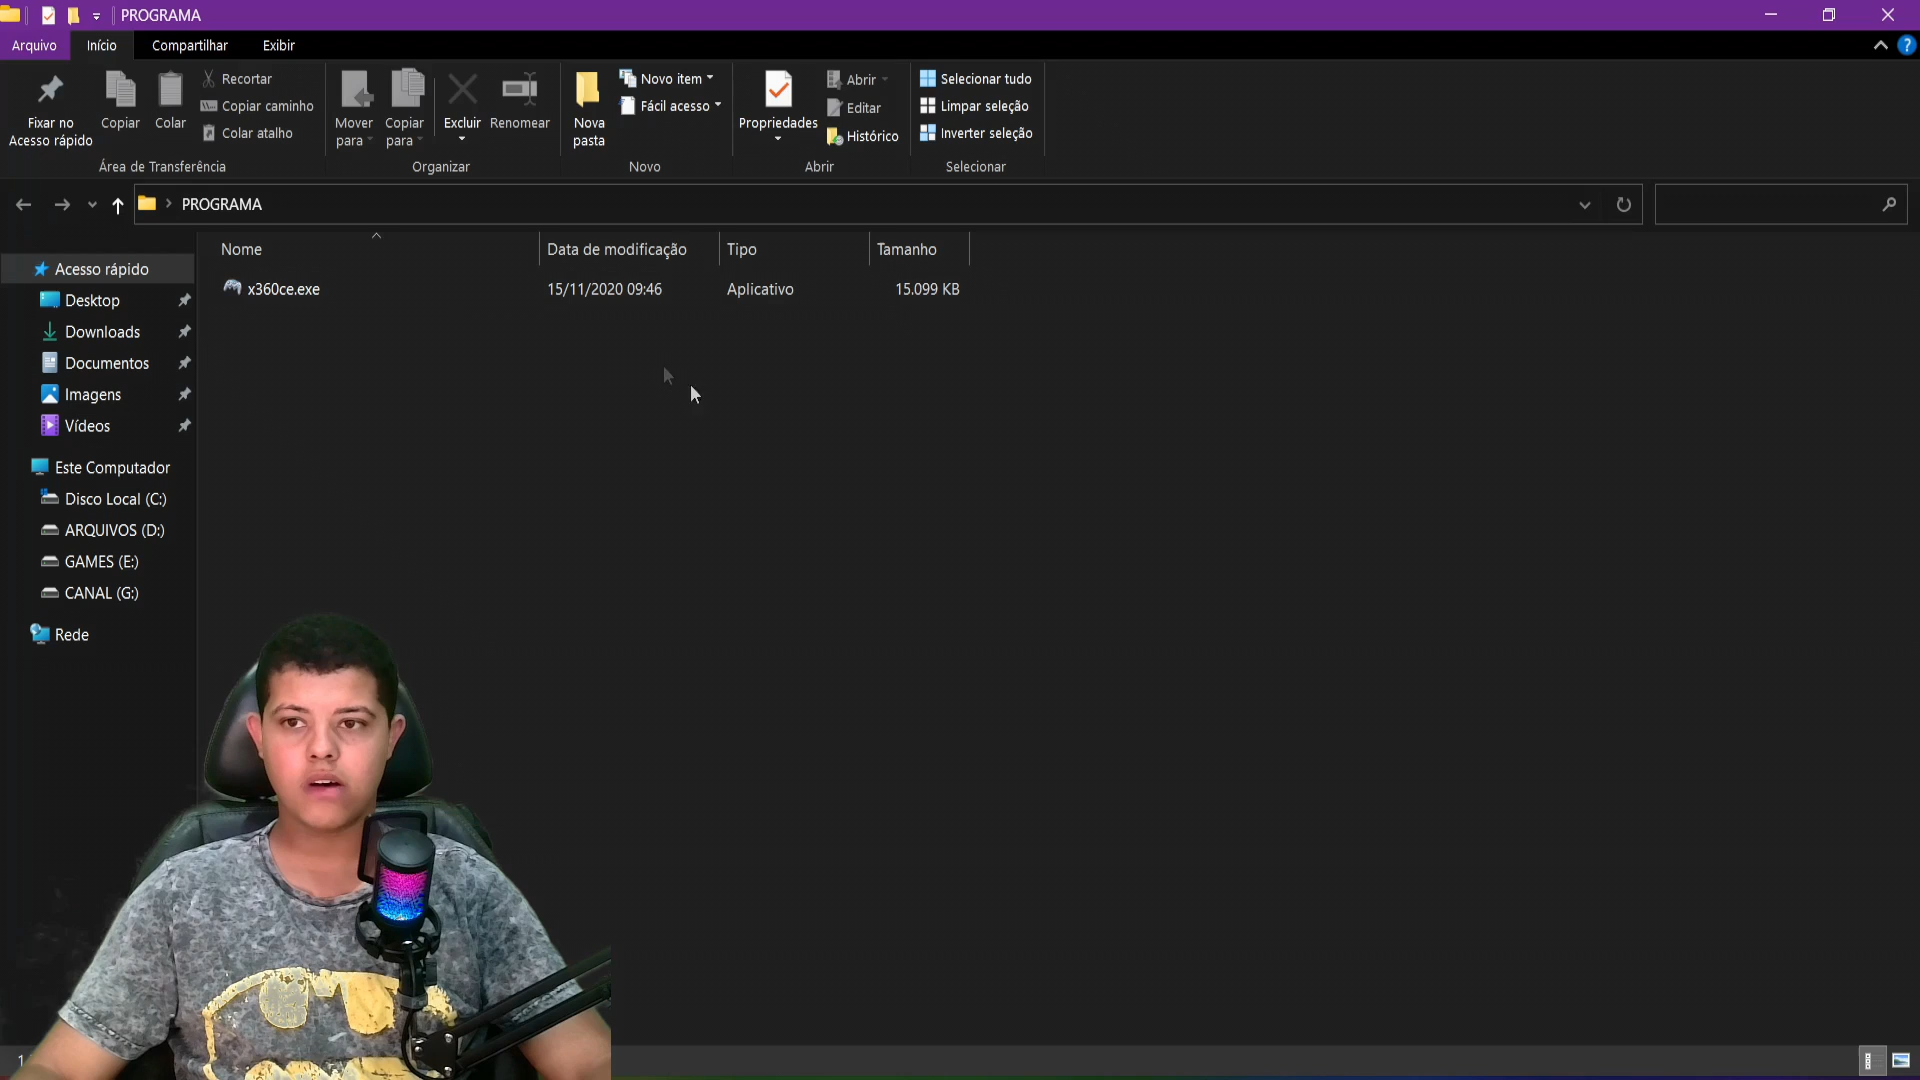 PROGRAMA
Arquivo Início Compartilhar Exibir
Fixar no
Acesso rápido
Copiar
Colar
Recortar
Copiar caminho
Colar atalho
Área de Transferência
Mover
para
Copiar
para
Excluir
Renomear
Organizar
Nova
pasta
Novo item
Fácil acesso
Novo
Propriedades
Abrir
Editar
Histórico
Abrir
Selecionar tudo
Limpar seleção
Inverter seleção
Selecionar
PROGRAMA
Nome Data de modificação Tipo Tamanho
x360ce.exe 15/11/2020 09:46 Aplicativo 15.099 KB
Acesso rápido
Desktop
Downloads
Documentos
Imagens
Vídeos
Este Computador
Disco Local (C:)
ARQUIVOS (D:)
GAMES (E:)
CANAL (G:)
Rede
1